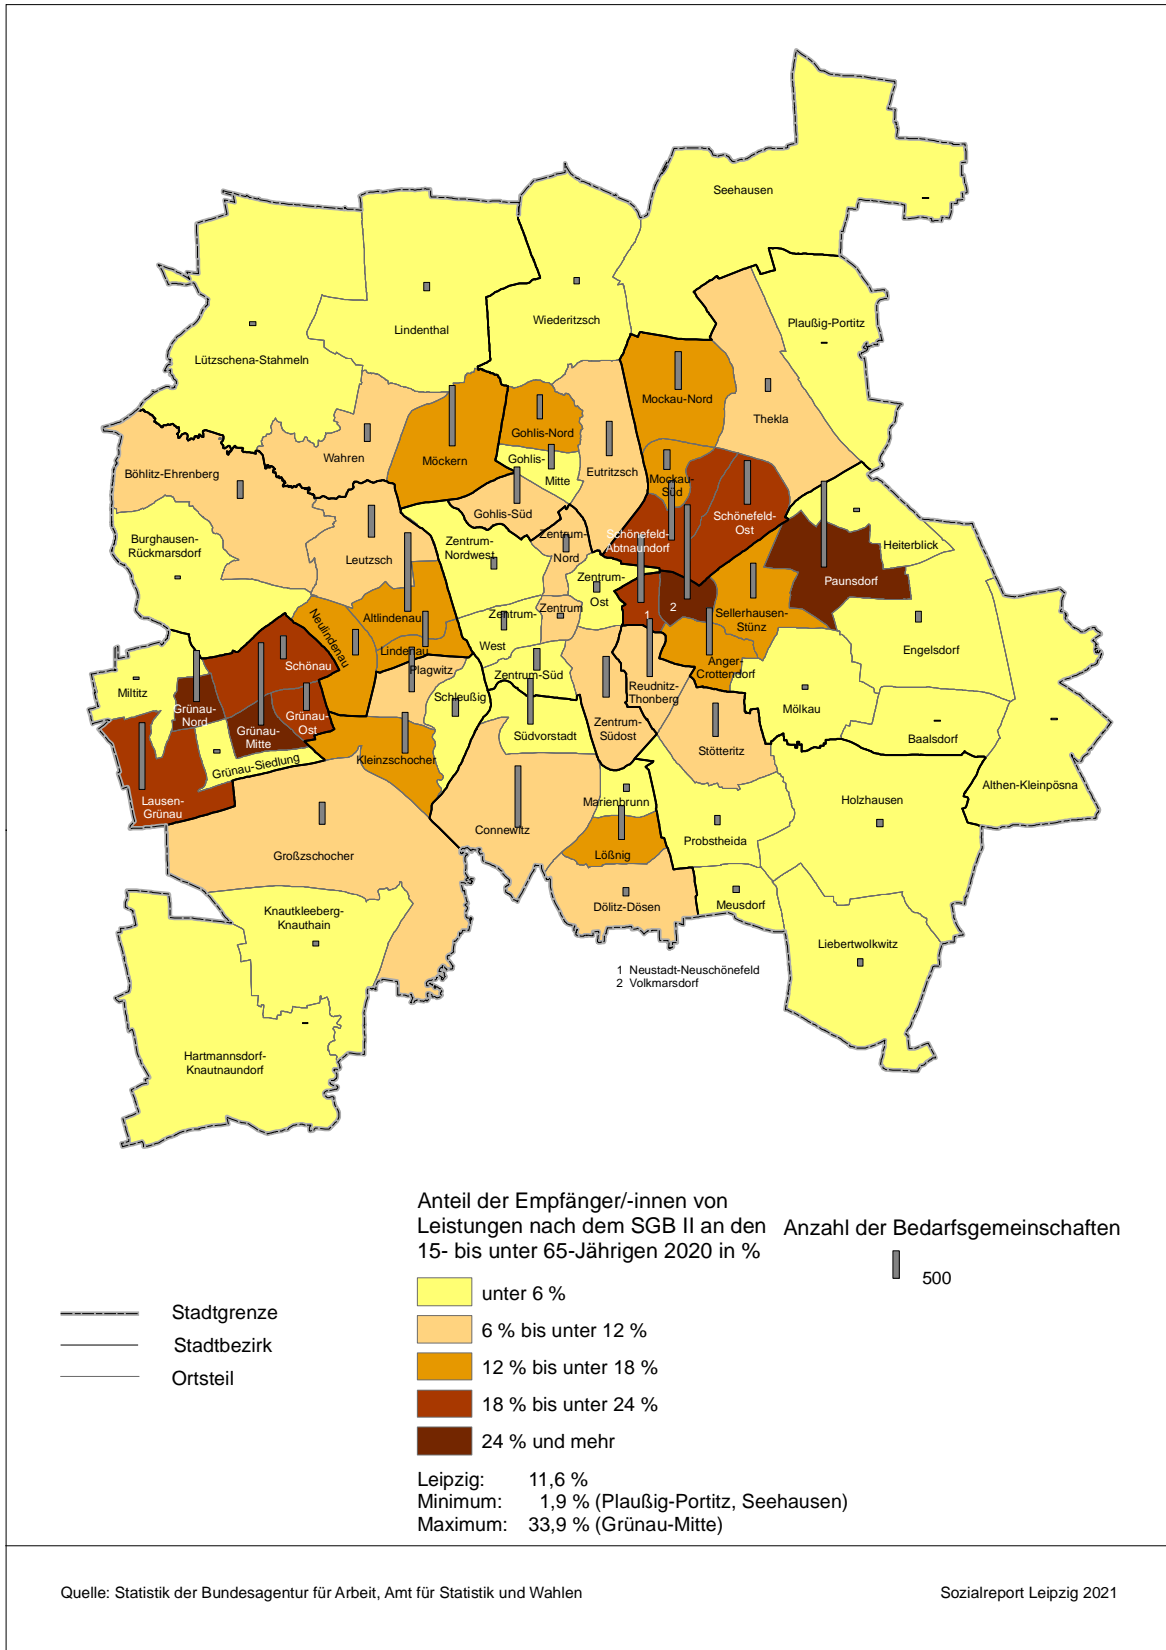 Seehausen
Plaußig-Portitz
Wiederitzsch
Lindenthal
Lützschena-Stahmeln
Thekla
Mockau-Nord
Gohlis-Nord
Gohlis-
Mitte
Eutritzsch
Möckern
Wahren
Böhlitz-Ehrenberg
Mockau-
Süd
Schönefeld-
Ost
Gohlis-Süd
Schönefeld-
Abtnaundorf
Heiterblick
Burghausen-
Rückmarsdorf
Leutzsch
Zentrum-
Nordwest
Zentrum-
Nord
Zentrum-
Ost
Paunsdorf
Sellerhausen-
Stünz
1
2
Neulindenau
Altlindenau
Lindenau
Zentrum
Zentrum-
West
Engelsdorf
Schönau
Plagwitz
Zentrum-Süd
Reudnitz-
Thonberg
Anger-
Crottendorf
Miltitz
Grünau-
Nord
Grünau-
Ost
Schleußig
Mölkau
Grünau-
Mitte
Zentrum-
Südost
Südvorstadt
Stötteritz
Baalsdorf
Grünau-Siedlung
Kleinzschocher
Althen-Kleinpösna
Lausen-
Grünau
Marienbrunn
Holzhausen
Connewitz
Probstheida
Großzschocher
Lößnig
Dölitz-Dösen
Meusdorf
Knautkleeberg-
Knauthain
Liebertwolkwitz
Hartmannsdorf-
Knautnaundorf
1 Neustadt-Neuschönefeld
2 Volkmarsdorf
Anteil der Empfänger/-innen von
Leistungen nach dem SGB II an den
15- bis unter 65-Jährigen 2020 in %
Anzahl der Bedarfsgemeinschaften
500
unter 6 %
6 % bis unter 12 %
12 % bis unter 18 %
18 % bis unter 24 %
24 % und mehr
Stadtgrenze
Stadtbezirk
Ortsteil
Leipzig: 11,6 %
Minimum: 1,9 % (Plaußig-Portitz, Seehausen)
Maximum: 33,9 % (Grünau-Mitte)
Quelle: Statistik der Bundesagentur für Arbeit, Amt für Statistik und Wahlen
Sozialreport Leipzig 2021